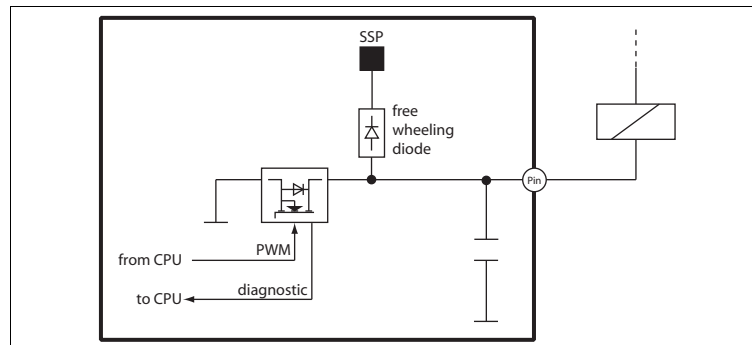 SSP
free
wheeling
diode
Pin
PWM
from CPU
diagnostic
to CPU